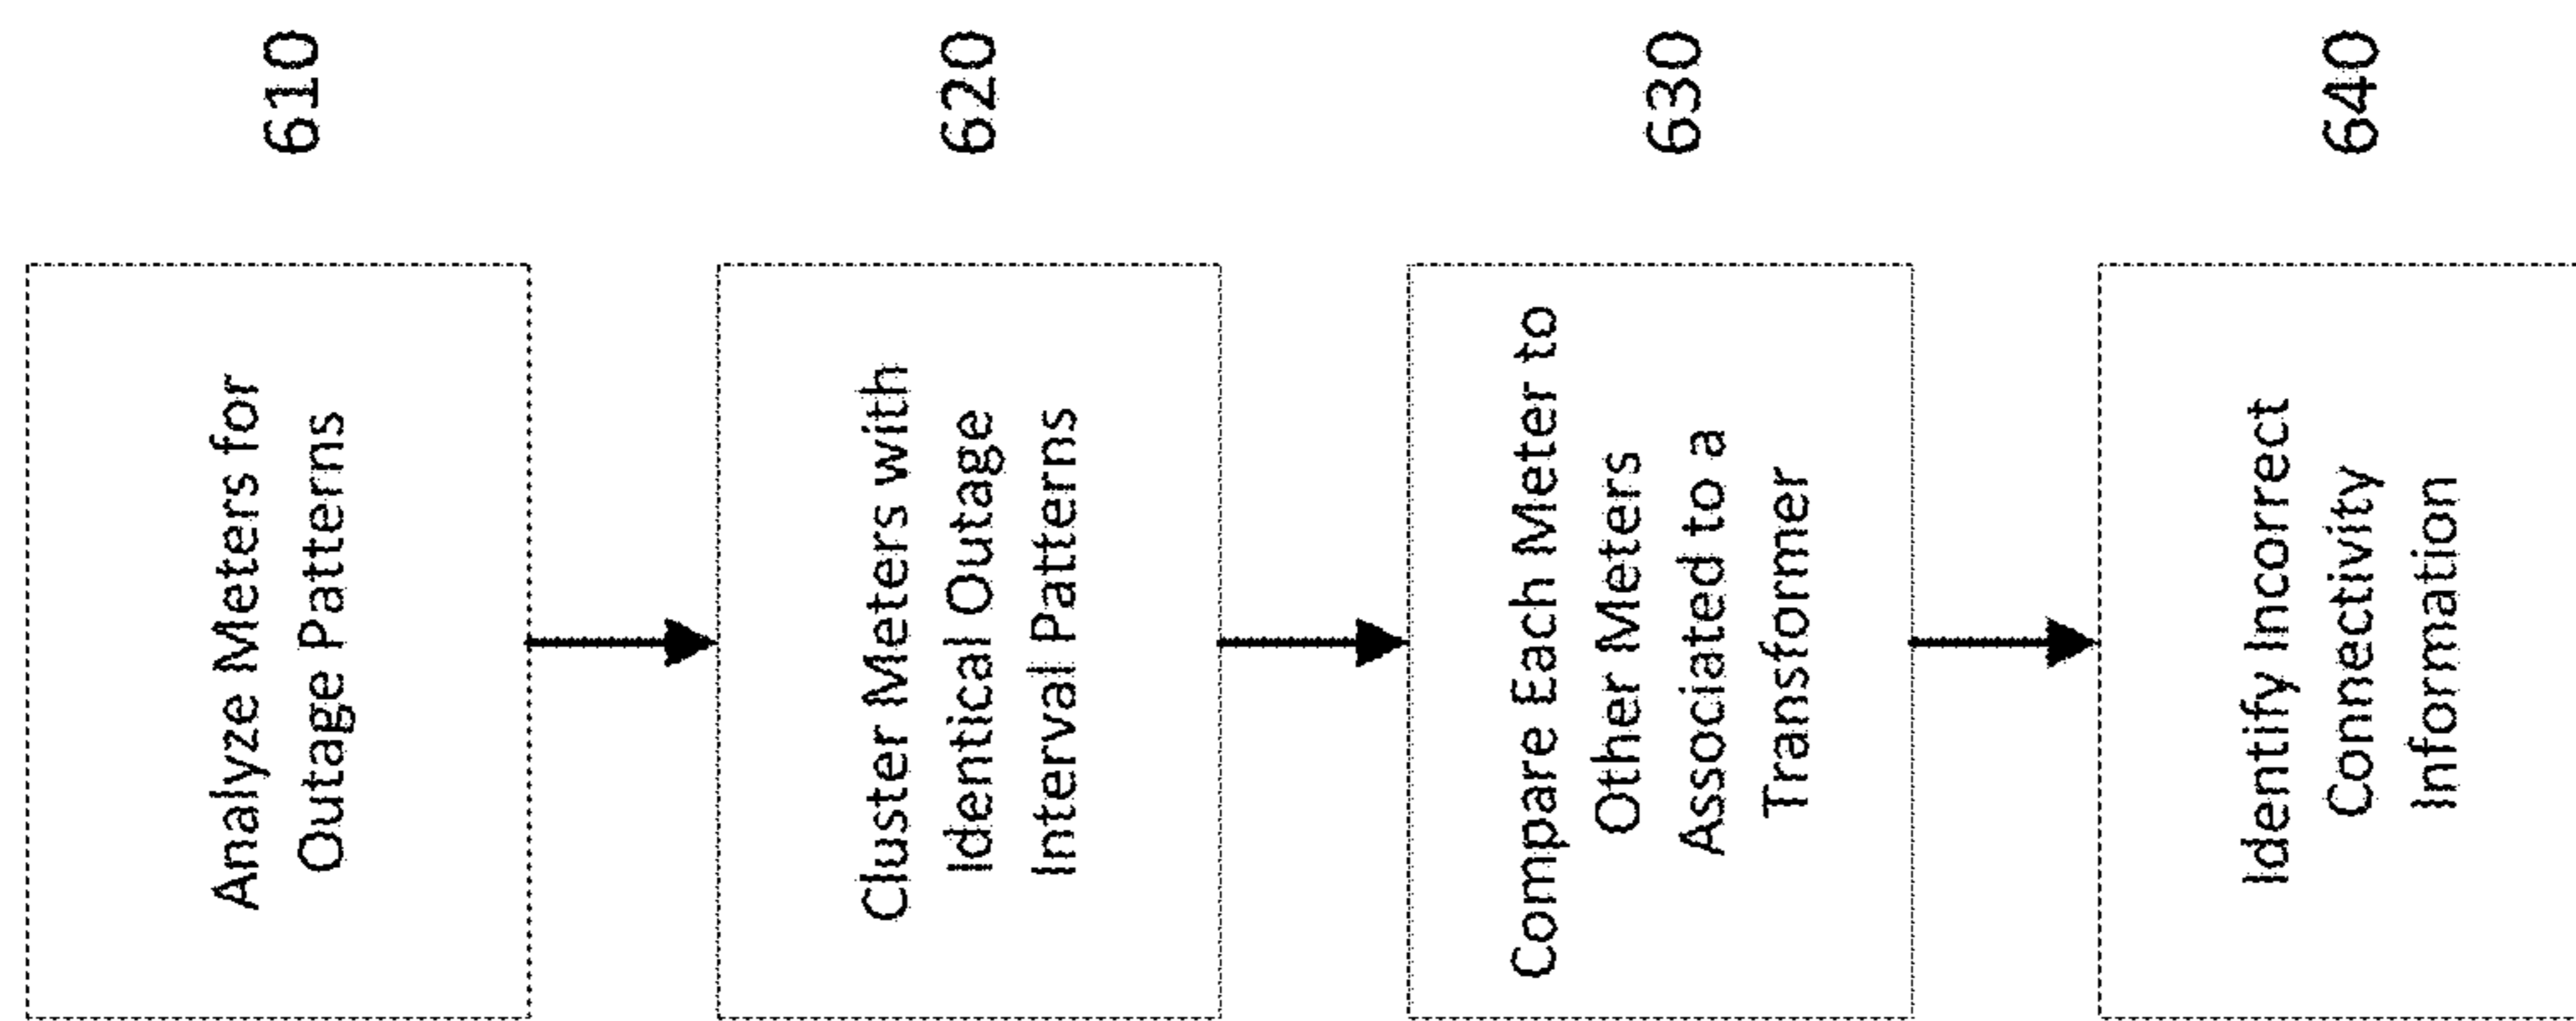 Analyze Meters for
Outage Patterns
610
Cluster Meters with
Identical Outage
Interval Patterns
620
Compare Each Meter to
Other Meters
Associated to a
Transformer
630
Identify Incorrect
Connectivity
Information
640